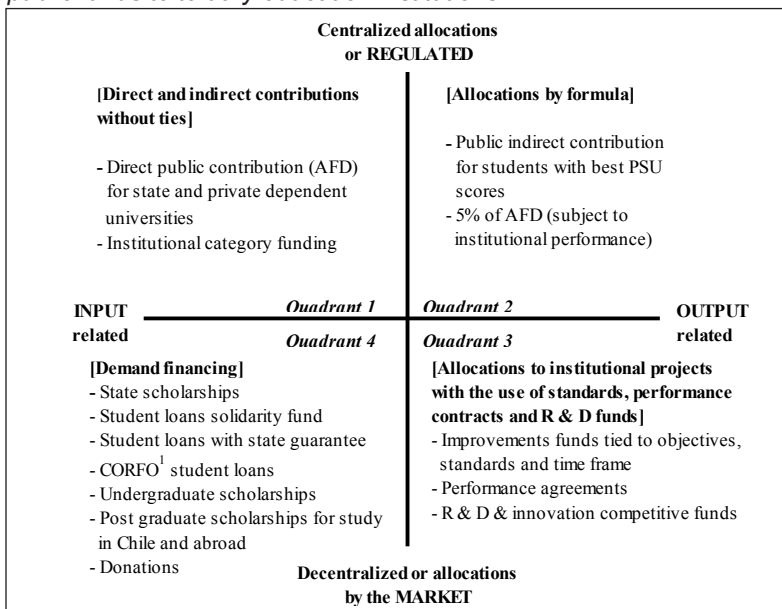 Centralized allocations
or REGULATED
[Direct and indirect contributions
without ties]
- Direct public contribution (AFD)
for state and private dependent
universities
- Institutional category funding
[Allocations by formula]
- Public indirect contribution
for students with best PSU
scores
- 5% of AFD (subject to
institutional performance)
INPUT
related
Quadrant 1
Quadrant 2
OUTPUT
related
Quadrant 4
Quadrant 3
[Demand financing]
- State scholarships
- Student loans solidarity fund
- Student loans with state guarantee
- CORFO¹ student loans
- Undergraduate scholarships
- Post graduate scholarships for study
in Chile and abroad
- Donations
[Allocations to institutional projects
with the use of standards, performance
contracts and R & D funds]
- Improvements funds tied to objectives,
standards and time frame
- Performance agreements
- R & D & innovation competitive funds
Decentralized or allocations
by the MARKET